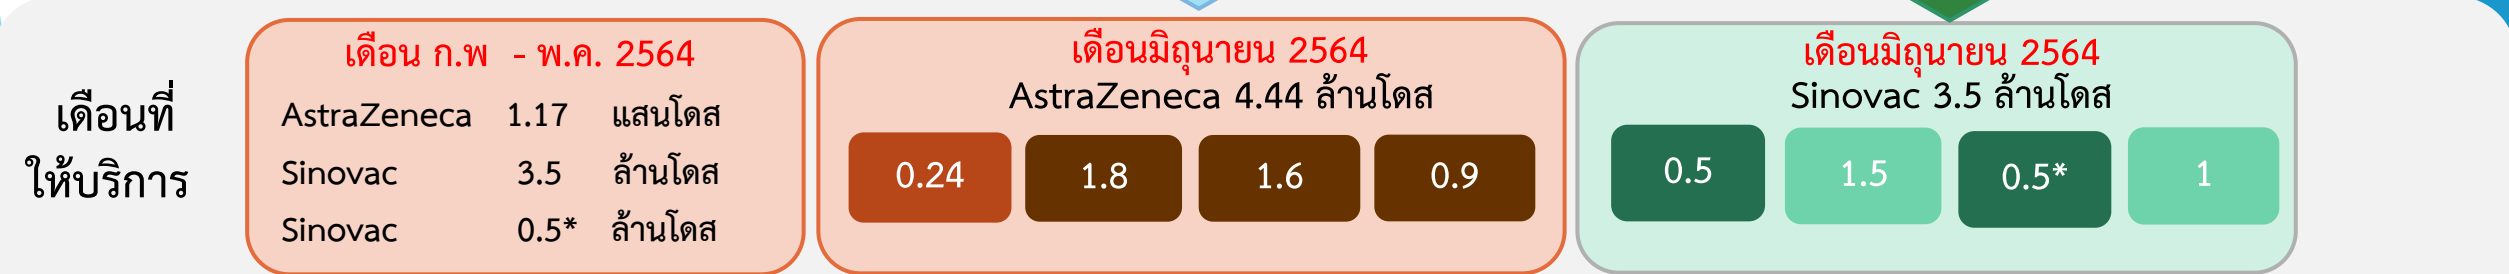 เดือนที่
ให้บริการ
เดือน ก.พ - พ.ค. 2564
AstraZeneca 1.17 แสนโดส
Sinovac 3.5 ล้านโดส
Sinovac 0.5* ล้านโดส
เดือนมิถุนายน 2564
AstraZeneca 4.44 ล้านโดส
0.24 1.8 1.6 0.9
เดือนมิถุนายน 2564
Sinovac 3.5 ล้านโดส
0.5 1.5 0.5* 1